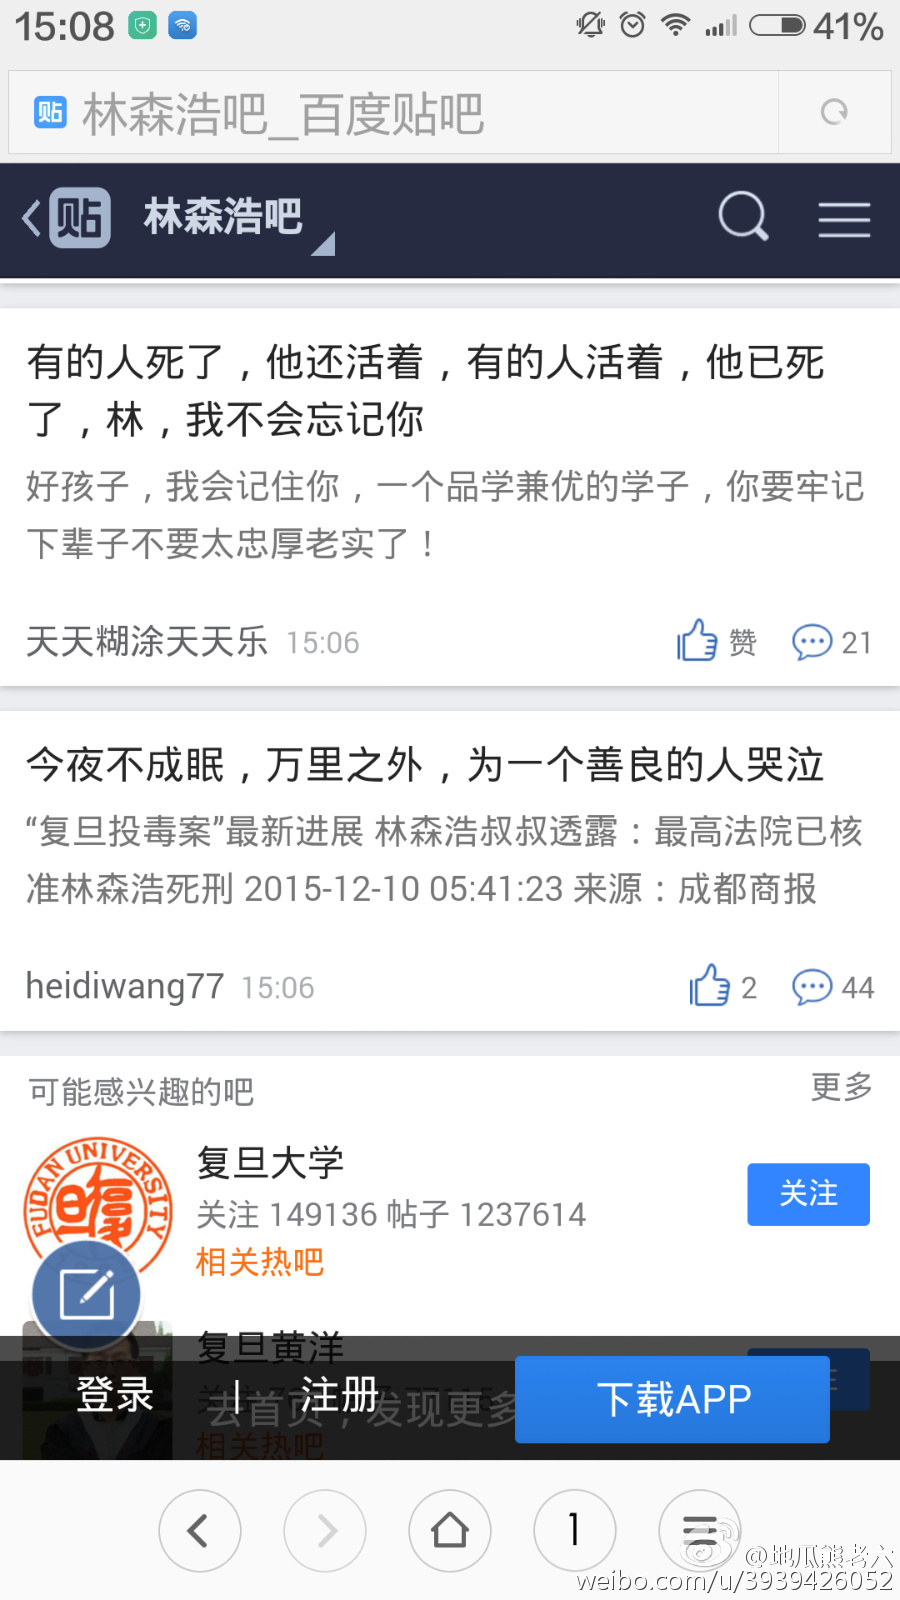 15:08
41%
贴 林森浩吧_百度贴吧
贴 林森浩吧
有的人死了，他还活着，有的人活着，他已死
了，林，我不会忘记你
好孩子，我会记住你，一个品学兼优的学子，你要牢记
下辈子不要太忠厚老实了！
天天糊涂天天乐 15:06 赞 21
今夜不成眠，万里之外，为一个善良的人哭泣
“复旦投毒案”最新进展 林森浩叔叔透露：最高法院已核
准林森浩死刑 2015-12-10 05:41:23 来源：成都商报
heidiwang77 15:06 2 44
可能感兴趣的吧 更多
FUDAN UNIVERSITY
复旦
复旦大学
关注 149136 帖子 1237614
关注
相关热吧
复旦黄洋
去首页，发现更多
登录 | 注册
下载APP
相关热吧
1
@地瓜熊老六
weibo.com/u/3939426052